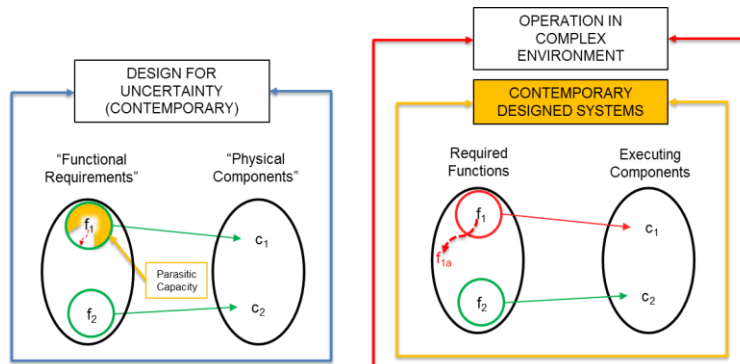 DESIGN FOR
UNCERTAINTY
(CONTEMPORARY)
“Functional
Requirements”
“Physical
Components”
f1
c1
Parasitic
Capacity
f2
c2
OPERATION IN
COMPLEX
ENVIRONMENT
CONTEMPORARY
DESIGNED SYSTEMS
Required
Functions
Executing
Components
f1
c1
f1a
f2
c2